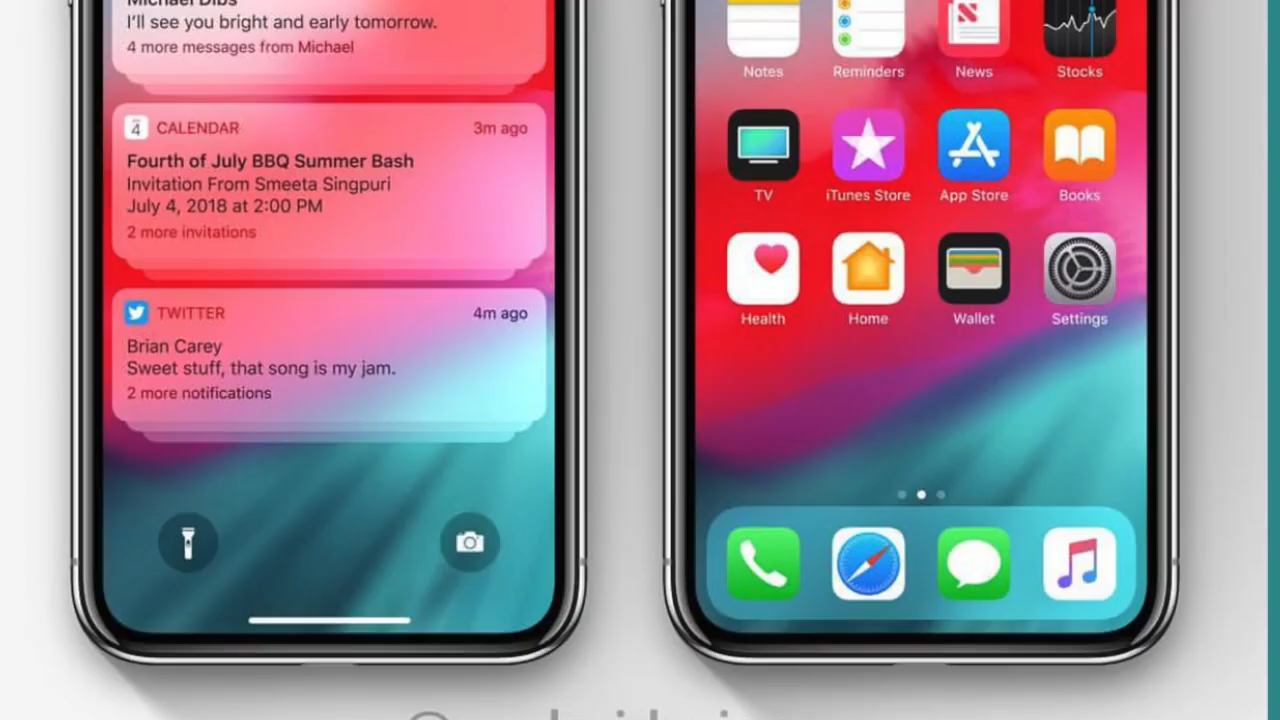 Michael Dibs
I'll see you bright and early tomorrow.
4 more messages from Michael
4
CALENDAR
3m ago
Fourth of July BBQ Summer Bash
Invitation From Smeeta Singpuri
July 4, 2018 at 2:00 PM
2 more invitations
TWITTER
4m ago
Brian Carey
Sweet stuff, that song is my jam.
2 more notifications
Notes
Reminders
News
Stocks
TV
iTunes Store
App Store
Books
Health
Home
Wallet
Settings